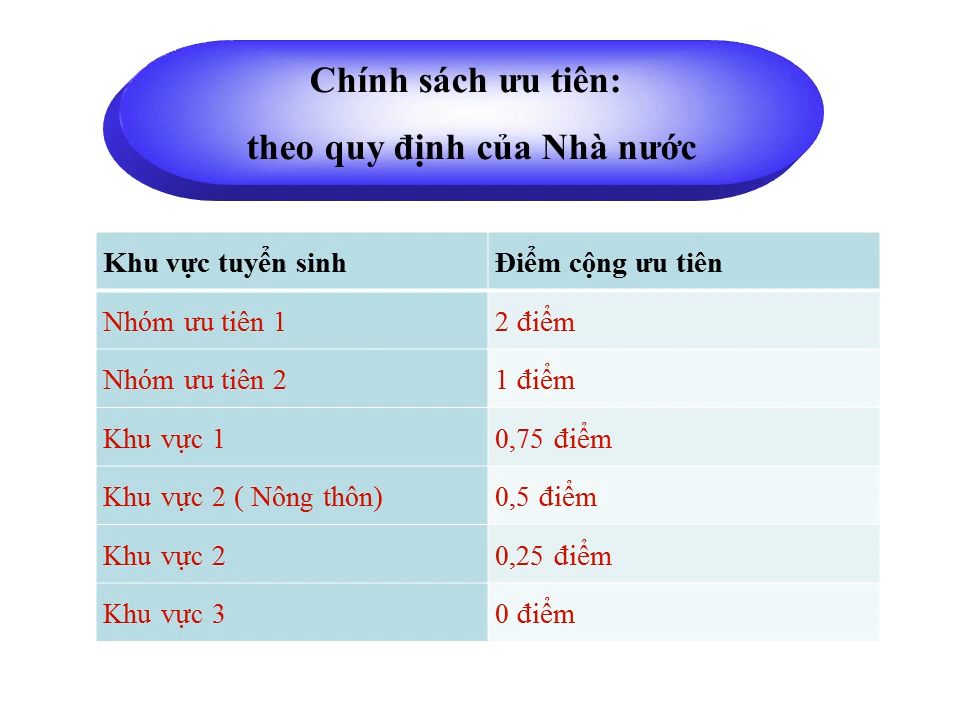 Chính sách ưu tiên:
theo quy định của Nhà nước
Khu vực tuyển sinh Điểm cộng ưu tiên
Nhóm ưu tiên 1 2 điểm
Nhóm ưu tiên 2 1 điểm
Khu vực 1 0,75 điểm
Khu vực 2 ( Nông thôn) 0,5 điểm
Khu vực 2 0,25 điểm
Khu vực 3 0 điểm